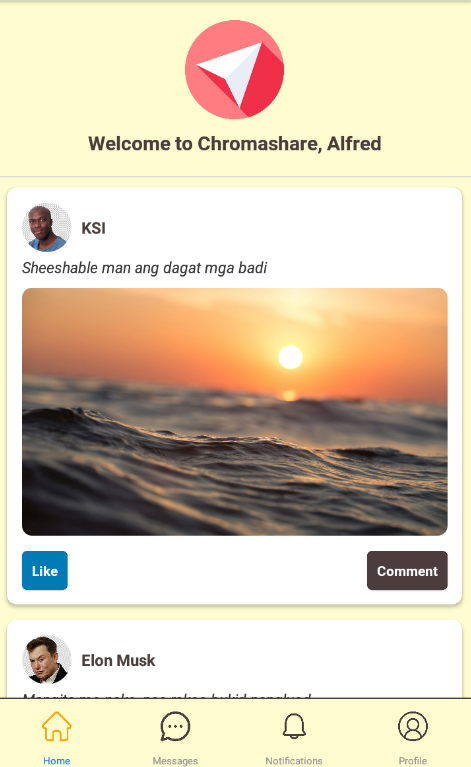 Welcome to Chromashare, Alfred
KSI
Sheeshable man ang dagat mga badi
Like
Comment
Elon Musk
Home
Messages
Notifications
Profile